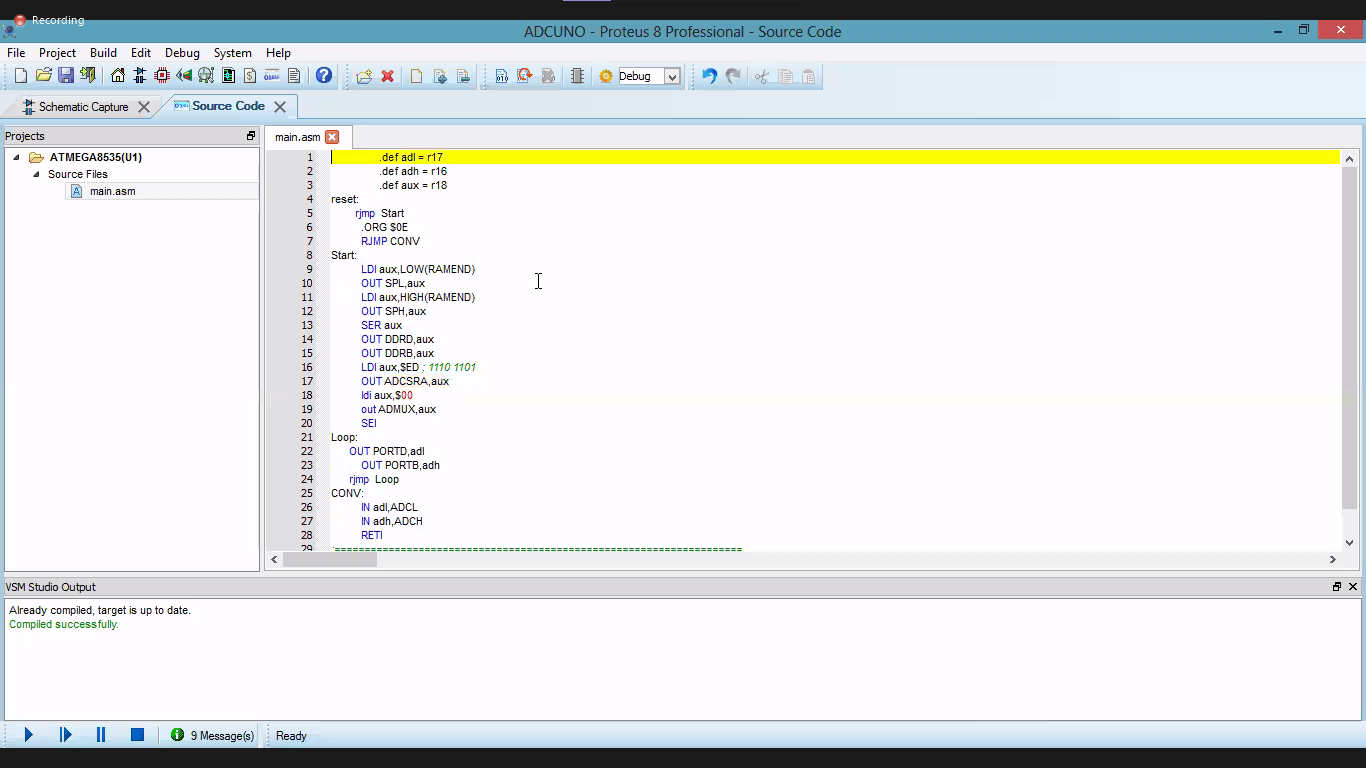 Recording
ADCUNO - Proteus 8 Professional - Source Code
File Project Build Edit Debug System Help
Debug
Schematic Capture Source Code
Projects
main.asm
ATMEGA8535(U1)
Source Files
main.asm
1 .def adl = r17
2 .def adh = r16
3 .def aux = r18
4 reset:
5 rjmp Start
6 .ORG $0E
7 RJMP CONV
8 Start:
9 LDI aux,LOW(RAMEND)
10 OUT SPL,aux
11 LDI aux,HIGH(RAMEND)
12 OUT SPH,aux
13 SER aux
14 OUT DDRD,aux
15 OUT DDRB,aux
16 LDI aux,$ED ; 1110 1101
17 OUT ADCSRA,aux
18 ldi aux,$00
19 out ADMUX,aux
20 SEI
21 Loop:
22 OUT PORTD,adl
23 OUT PORTB,adh
24 rjmp Loop
25 CONV:
26 IN adl,ADCL
27 IN adh,ADCH
28 RETI
29
VSM Studio Output
Already compiled, target is up to date.
Compiled successfully.
9 Message(s) Ready